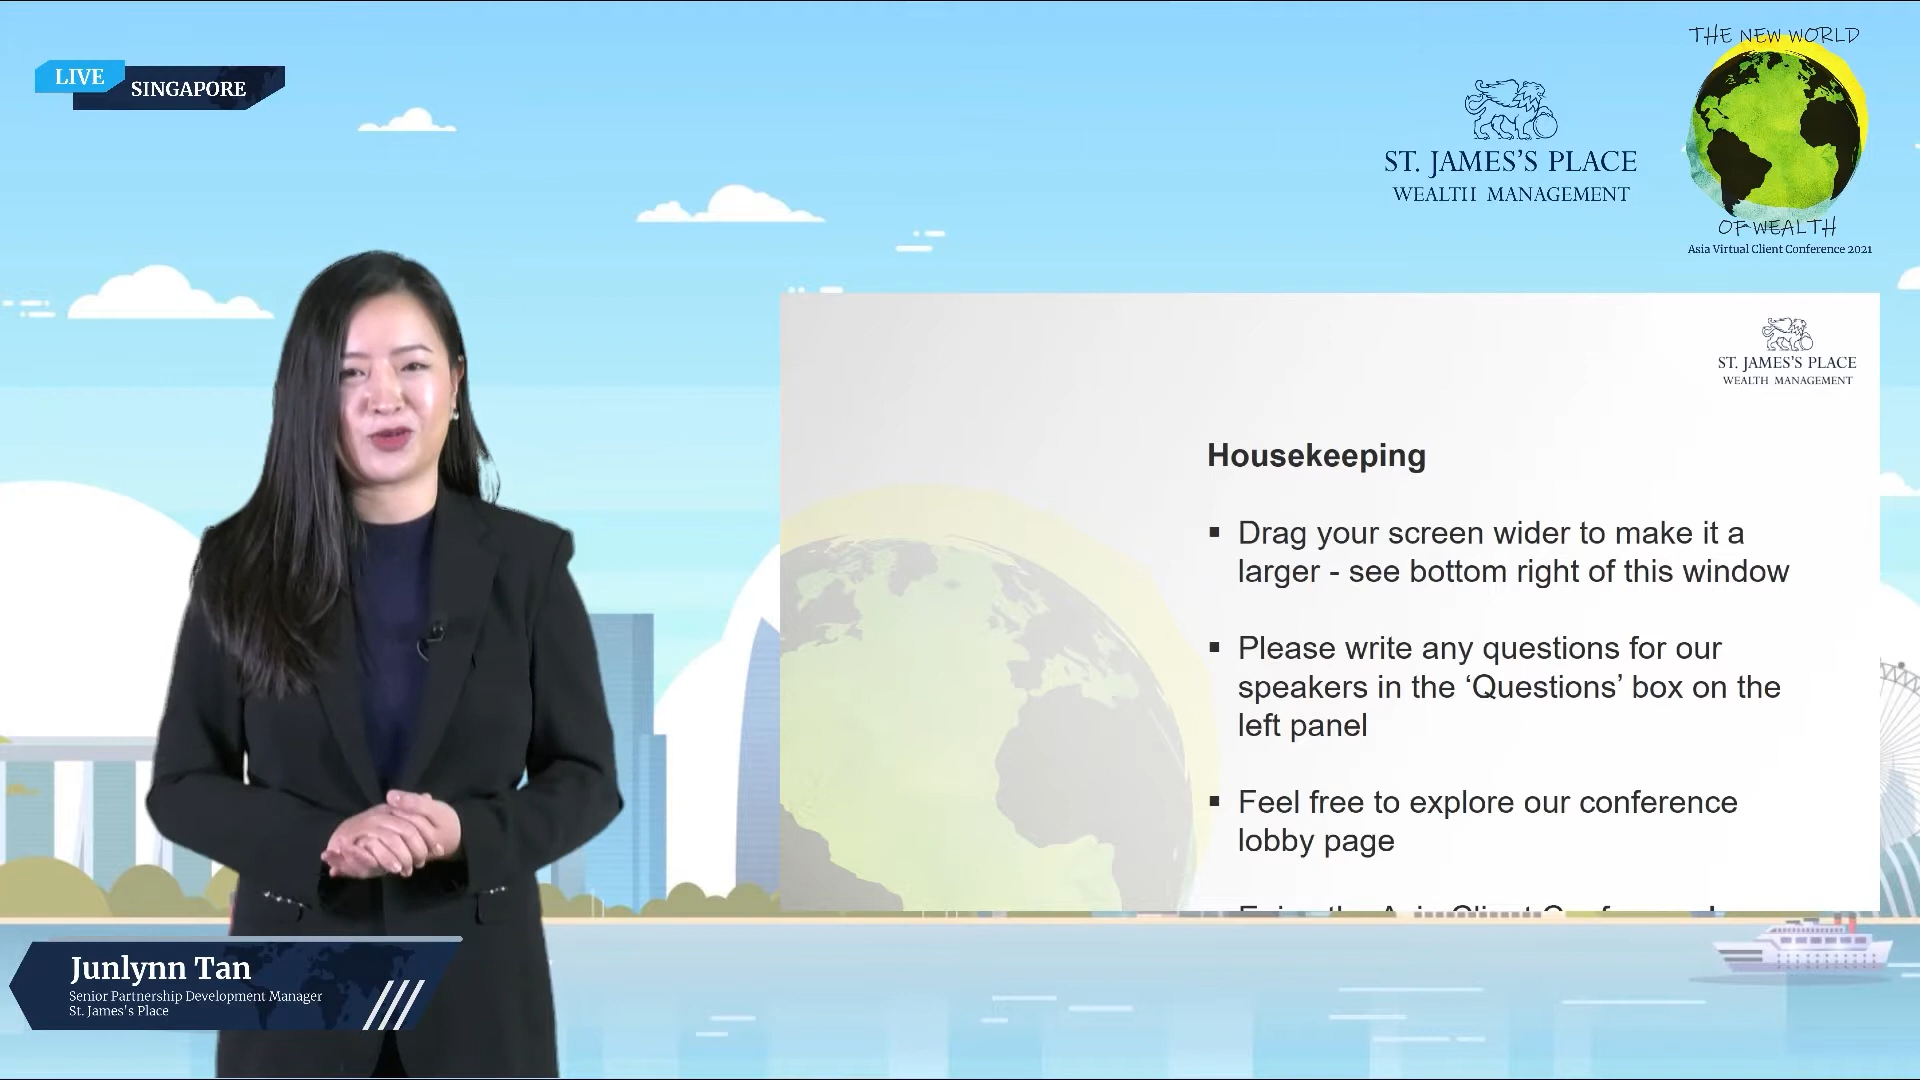 LIVE
SINGAPORE
THE NEW WORLD
OF WEALTH
Asia Virtual Client Conference 2021
ST. JAMES'S PLACE
WEALTH MANAGEMENT
ST. JAMES'S PLACE
WEALTH MANAGEMENT
Housekeeping
▪ Drag your screen wider to make it a
larger - see bottom right of this window
▪ Please write any questions for our
speakers in the ‘Questions’ box on the
left panel
▪ Feel free to explore our conference
lobby page
Junlynn Tan
Senior Partnership Development Manager
St. James's Place